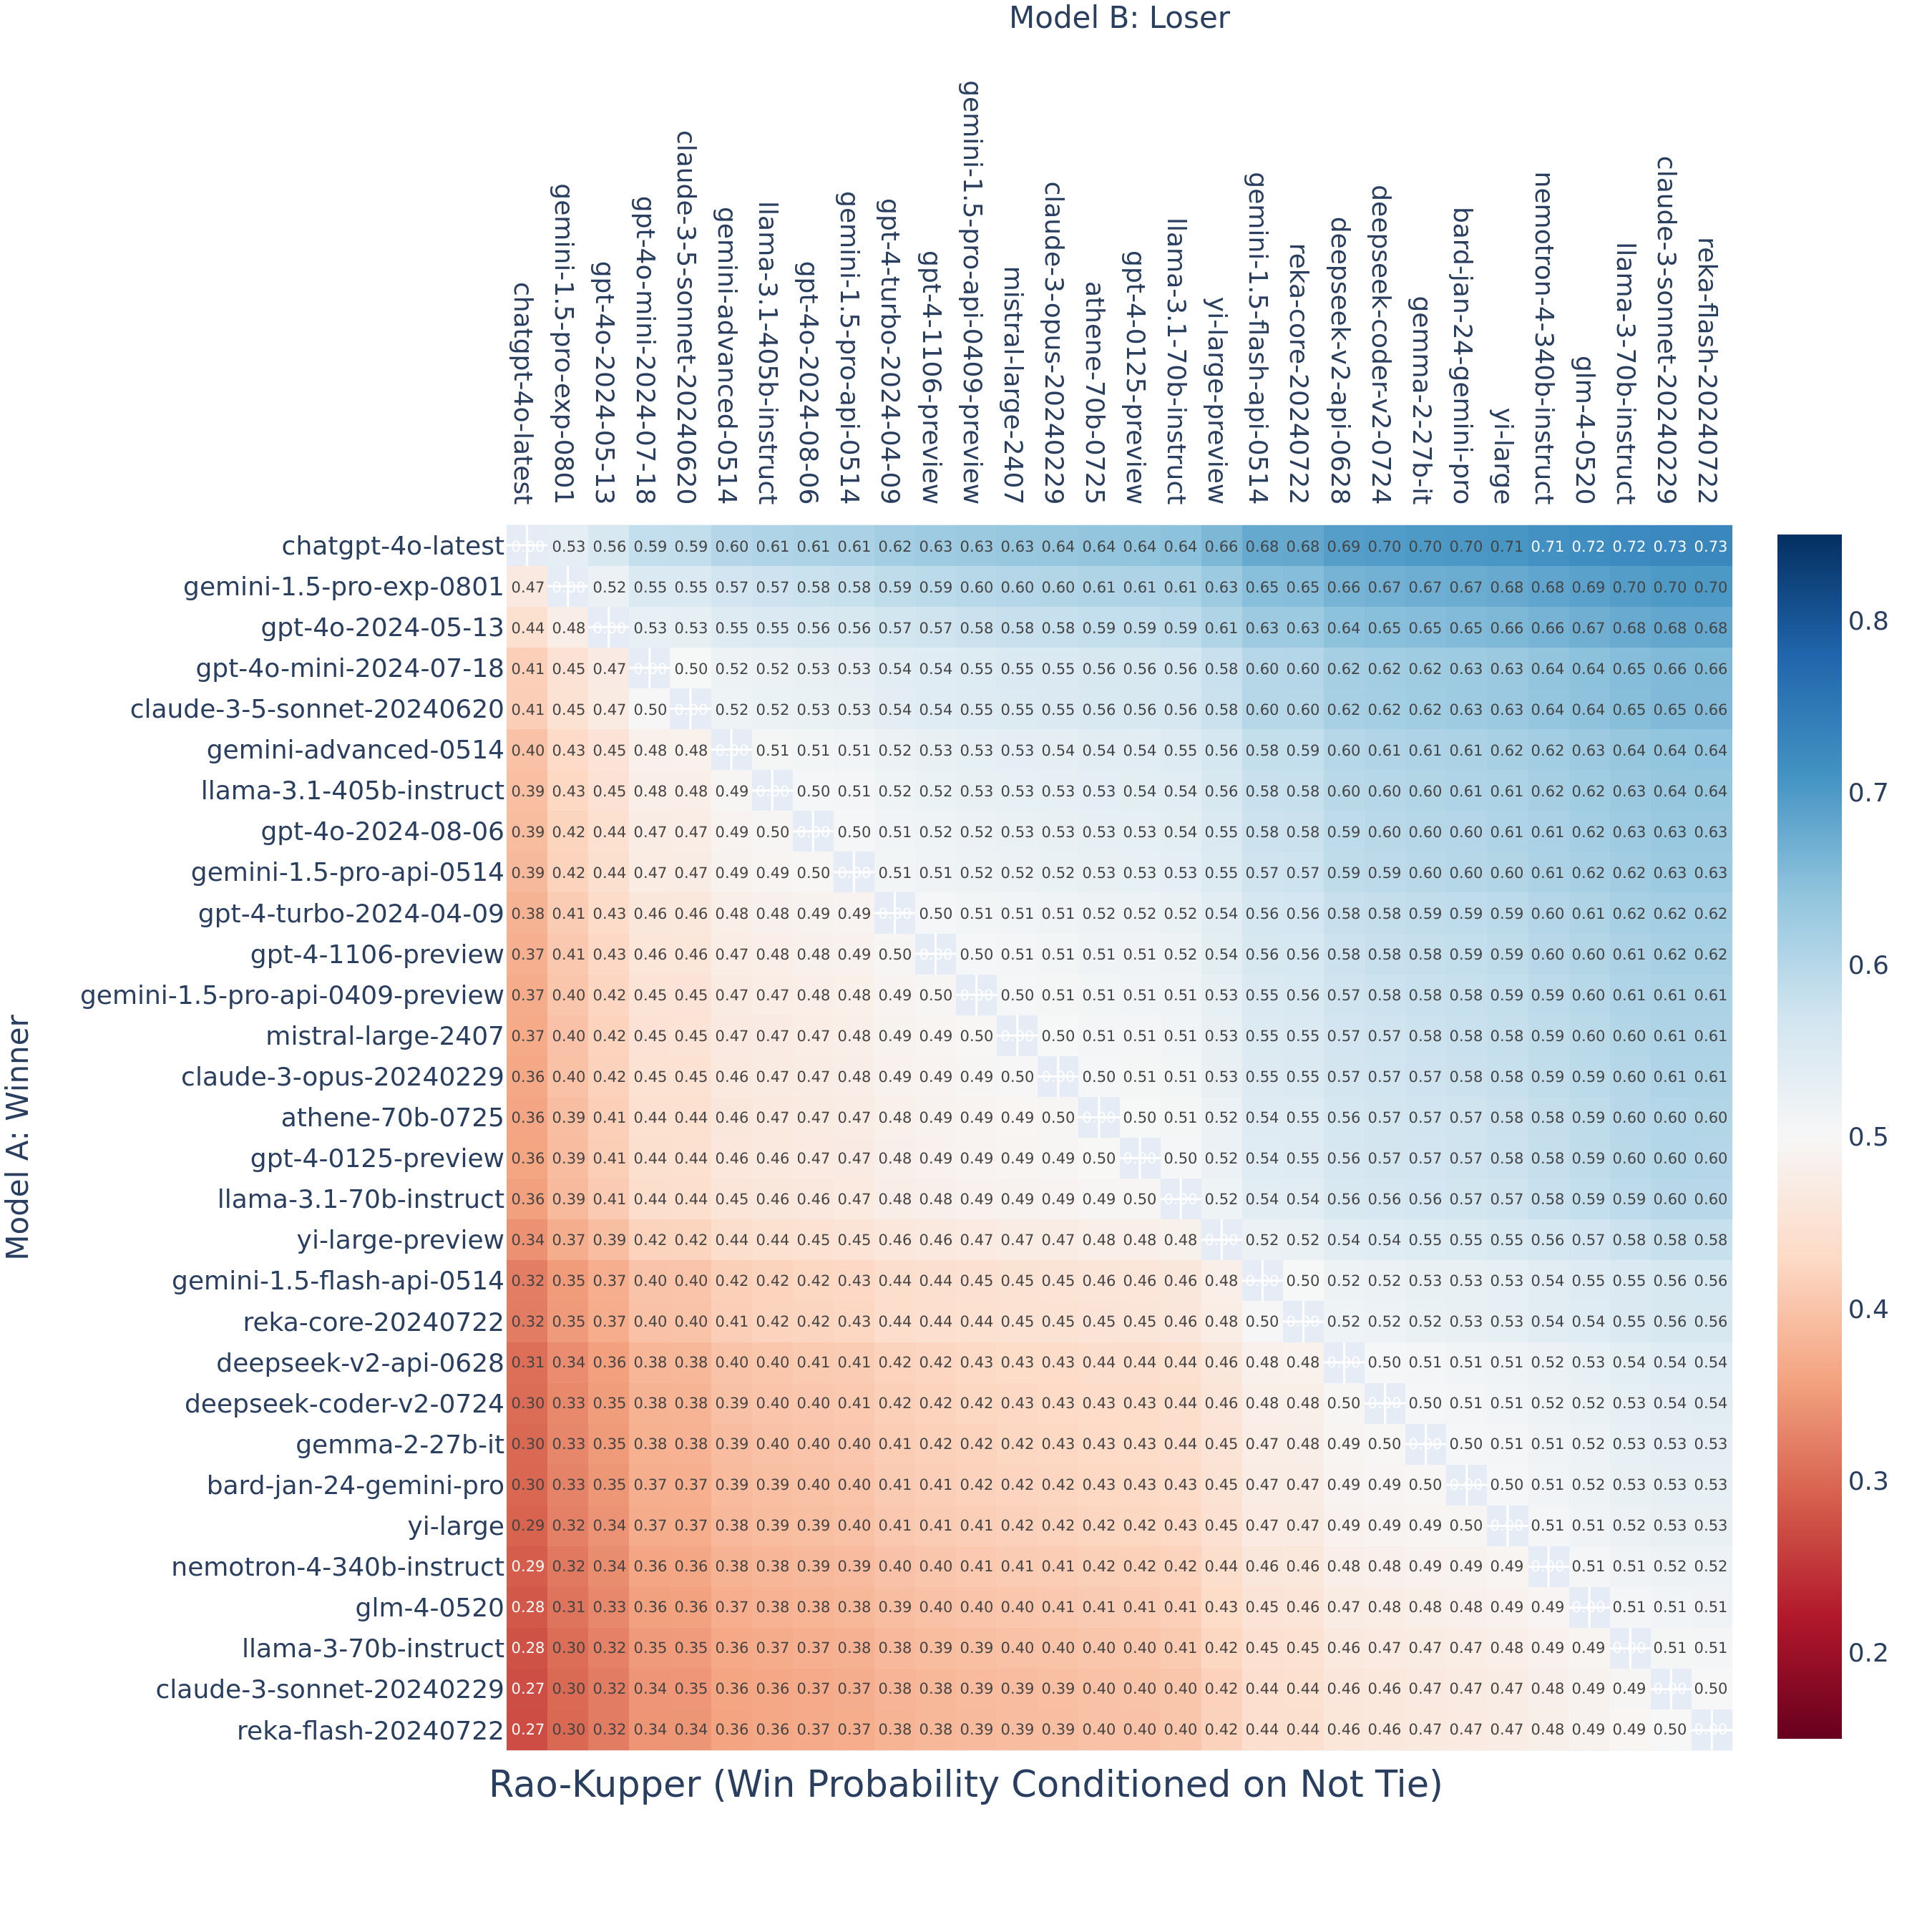 Model B: Loser
chatgpt-4o-latest
gemini-1.5-pro-exp-0801
gpt-4o-2024-05-13
gpt-4o-mini-2024-07-18
claude-3-5-sonnet-20240620
gemini-advanced-0514
llama-3.1-405b-instruct
gpt-4o-2024-08-06
gemini-1.5-pro-api-0514
gpt-4-turbo-2024-04-09
gpt-4-1106-preview
gemini-1.5-pro-api-0409-preview
mistral-large-2407
claude-3-opus-20240229
athene-70b-0725
gpt-4-0125-preview
llama-3.1-70b-instruct
yi-large-preview
gemini-1.5-flash-api-0514
reka-core-20240722
deepseek-v2-api-0628
deepseek-coder-v2-0724
gemma-2-27b-it
bard-jan-24-gemini-pro
yi-large
nemotron-4-340b-instruct
glm-4-0520
llama-3-70b-instruct
claude-3-sonnet-20240229
reka-flash-20240722
Model A: Winner
chatgpt-4o-latest 0.00 0.53 0.56 0.59 0.59 0.60 0.61 0.61 0.61 0.62 0.63 0.63 0.63 0.64 0.64 0.64 0.64 0.66 0.68 0.68 0.69 0.70 0.70 0.70 0.71 0.71 0.72 0.72 0.73 0.73
gemini-1.5-pro-exp-0801 0.47 0.00 0.52 0.55 0.55 0.57 0.57 0.58 0.58 0.59 0.59 0.60 0.60 0.60 0.61 0.61 0.61 0.63 0.65 0.65 0.66 0.67 0.67 0.67 0.68 0.68 0.69 0.70 0.70 0.70
gpt-4o-2024-05-13 0.44 0.48 0.00 0.53 0.53 0.55 0.55 0.56 0.56 0.57 0.57 0.58 0.58 0.58 0.59 0.59 0.59 0.61 0.63 0.63 0.64 0.65 0.65 0.65 0.66 0.66 0.67 0.68 0.68 0.68
gpt-4o-mini-2024-07-18 0.41 0.45 0.47 0.00 0.50 0.52 0.52 0.53 0.53 0.54 0.54 0.55 0.55 0.55 0.56 0.56 0.56 0.58 0.60 0.60 0.62 0.62 0.62 0.63 0.63 0.64 0.64 0.65 0.66 0.66
claude-3-5-sonnet-20240620 0.41 0.45 0.47 0.50 0.00 0.52 0.52 0.53 0.53 0.54 0.54 0.55 0.55 0.55 0.56 0.56 0.56 0.58 0.60 0.60 0.62 0.62 0.62 0.63 0.63 0.64 0.64 0.65 0.65 0.66
gemini-advanced-0514 0.40 0.43 0.45 0.48 0.48 0.00 0.51 0.51 0.51 0.52 0.53 0.53 0.53 0.54 0.54 0.54 0.55 0.56 0.58 0.59 0.60 0.61 0.61 0.61 0.62 0.62 0.63 0.64 0.64 0.64
llama-3.1-405b-instruct 0.39 0.43 0.45 0.48 0.48 0.49 0.00 0.50 0.51 0.52 0.52 0.53 0.53 0.53 0.53 0.54 0.54 0.56 0.58 0.58 0.60 0.60 0.60 0.61 0.61 0.62 0.62 0.63 0.64 0.64
gpt-4o-2024-08-06 0.39 0.42 0.44 0.47 0.47 0.49 0.50 0.00 0.50 0.51 0.52 0.52 0.53 0.53 0.53 0.53 0.54 0.55 0.58 0.58 0.59 0.60 0.60 0.60 0.61 0.61 0.62 0.63 0.63 0.63
gemini-1.5-pro-api-0514 0.39 0.42 0.44 0.47 0.47 0.49 0.49 0.50 0.00 0.51 0.51 0.52 0.52 0.52 0.53 0.53 0.53 0.55 0.57 0.57 0.59 0.59 0.60 0.60 0.60 0.61 0.62 0.62 0.63 0.63
gpt-4-turbo-2024-04-09 0.38 0.41 0.43 0.46 0.46 0.48 0.48 0.49 0.49 0.00 0.50 0.51 0.51 0.51 0.52 0.52 0.52 0.54 0.56 0.56 0.58 0.58 0.59 0.59 0.59 0.60 0.61 0.62 0.62 0.62
gpt-4-1106-preview 0.37 0.41 0.43 0.46 0.46 0.47 0.48 0.48 0.49 0.50 0.00 0.50 0.51 0.51 0.51 0.51 0.52 0.54 0.56 0.56 0.58 0.58 0.58 0.59 0.59 0.60 0.60 0.61 0.62 0.62
gemini-1.5-pro-api-0409-preview 0.37 0.40 0.42 0.45 0.45 0.47 0.47 0.48 0.48 0.49 0.50 0.00 0.50 0.51 0.51 0.51 0.51 0.53 0.55 0.56 0.57 0.58 0.58 0.58 0.59 0.59 0.60 0.61 0.61 0.61
mistral-large-2407 0.37 0.40 0.42 0.45 0.45 0.47 0.47 0.47 0.48 0.49 0.49 0.50 0.00 0.50 0.51 0.51 0.51 0.53 0.55 0.55 0.57 0.57 0.58 0.58 0.58 0.59 0.60 0.60 0.61 0.61
claude-3-opus-20240229 0.36 0.40 0.42 0.45 0.45 0.46 0.47 0.47 0.48 0.49 0.49 0.49 0.50 0.00 0.50 0.51 0.51 0.53 0.55 0.55 0.57 0.57 0.57 0.58 0.58 0.59 0.59 0.60 0.61 0.61
athene-70b-0725 0.36 0.39 0.41 0.44 0.44 0.46 0.47 0.47 0.47 0.48 0.49 0.49 0.49 0.50 0.00 0.50 0.51 0.52 0.54 0.55 0.56 0.57 0.57 0.57 0.58 0.58 0.59 0.60 0.60 0.60
gpt-4-0125-preview 0.36 0.39 0.41 0.44 0.44 0.46 0.46 0.47 0.47 0.48 0.49 0.49 0.49 0.49 0.50 0.00 0.50 0.52 0.54 0.55 0.56 0.57 0.57 0.57 0.58 0.58 0.59 0.60 0.60 0.60
llama-3.1-70b-instruct 0.36 0.39 0.41 0.44 0.44 0.45 0.46 0.46 0.47 0.48 0.48 0.49 0.49 0.49 0.49 0.50 0.00 0.52 0.54 0.54 0.56 0.56 0.56 0.57 0.57 0.58 0.59 0.59 0.60 0.60
yi-large-preview 0.34 0.37 0.39 0.42 0.42 0.44 0.44 0.45 0.45 0.46 0.46 0.47 0.47 0.47 0.48 0.48 0.48 0.00 0.52 0.52 0.54 0.54 0.55 0.55 0.55 0.56 0.57 0.58 0.58 0.58
gemini-1.5-flash-api-0514 0.32 0.35 0.37 0.40 0.40 0.42 0.42 0.42 0.43 0.44 0.44 0.45 0.45 0.45 0.46 0.46 0.46 0.48 0.00 0.50 0.52 0.52 0.53 0.53 0.53 0.54 0.55 0.55 0.56 0.56
reka-core-20240722 0.32 0.35 0.37 0.40 0.40 0.41 0.42 0.42 0.43 0.44 0.44 0.44 0.45 0.45 0.45 0.45 0.46 0.48 0.50 0.00 0.52 0.52 0.52 0.53 0.53 0.54 0.54 0.55 0.56 0.56
deepseek-v2-api-0628 0.31 0.34 0.36 0.38 0.38 0.40 0.40 0.41 0.41 0.42 0.42 0.43 0.43 0.43 0.44 0.44 0.44 0.46 0.48 0.48 0.00 0.50 0.51 0.51 0.51 0.52 0.53 0.54 0.54 0.54
deepseek-coder-v2-0724 0.30 0.33 0.35 0.38 0.38 0.39 0.40 0.40 0.41 0.42 0.42 0.42 0.43 0.43 0.43 0.43 0.44 0.46 0.48 0.48 0.50 0.00 0.50 0.51 0.51 0.52 0.52 0.53 0.54 0.54
gemma-2-27b-it 0.30 0.33 0.35 0.38 0.38 0.39 0.40 0.40 0.40 0.41 0.42 0.42 0.42 0.43 0.43 0.43 0.44 0.45 0.47 0.48 0.49 0.50 0.00 0.50 0.51 0.51 0.52 0.53 0.53 0.53
bard-jan-24-gemini-pro 0.30 0.33 0.35 0.37 0.37 0.39 0.39 0.40 0.40 0.41 0.41 0.42 0.42 0.42 0.43 0.43 0.43 0.45 0.47 0.47 0.49 0.49 0.50 0.00 0.50 0.51 0.52 0.53 0.53 0.53
yi-large 0.29 0.32 0.34 0.37 0.37 0.38 0.39 0.39 0.40 0.41 0.41 0.41 0.42 0.42 0.42 0.42 0.43 0.45 0.47 0.47 0.49 0.49 0.49 0.50 0.00 0.51 0.51 0.52 0.53 0.53
nemotron-4-340b-instruct 0.29 0.32 0.34 0.36 0.36 0.38 0.38 0.39 0.39 0.40 0.40 0.41 0.41 0.41 0.42 0.42 0.42 0.44 0.46 0.46 0.48 0.48 0.49 0.49 0.49 0.00 0.51 0.51 0.52 0.52
glm-4-0520 0.28 0.31 0.33 0.36 0.36 0.37 0.38 0.38 0.38 0.39 0.40 0.40 0.40 0.41 0.41 0.41 0.41 0.43 0.45 0.46 0.47 0.48 0.48 0.48 0.49 0.49 0.00 0.51 0.51 0.51
llama-3-70b-instruct 0.28 0.30 0.32 0.35 0.35 0.36 0.37 0.37 0.38 0.38 0.39 0.39 0.40 0.40 0.40 0.40 0.41 0.42 0.45 0.45 0.46 0.47 0.47 0.47 0.48 0.49 0.49 0.00 0.51 0.51
claude-3-sonnet-20240229 0.27 0.30 0.32 0.34 0.35 0.36 0.36 0.37 0.37 0.38 0.38 0.39 0.39 0.39 0.40 0.40 0.40 0.42 0.44 0.44 0.46 0.46 0.47 0.47 0.47 0.48 0.49 0.49 0.00 0.50
reka-flash-20240722 0.27 0.30 0.32 0.34 0.34 0.36 0.36 0.37 0.37 0.38 0.38 0.39 0.39 0.39 0.40 0.40 0.40 0.42 0.44 0.44 0.46 0.46 0.47 0.47 0.47 0.48 0.49 0.49 0.50 0.00
0.8
0.7
0.6
0.5
0.4
0.3
0.2
Rao-Kupper (Win Probability Conditioned on Not Tie)